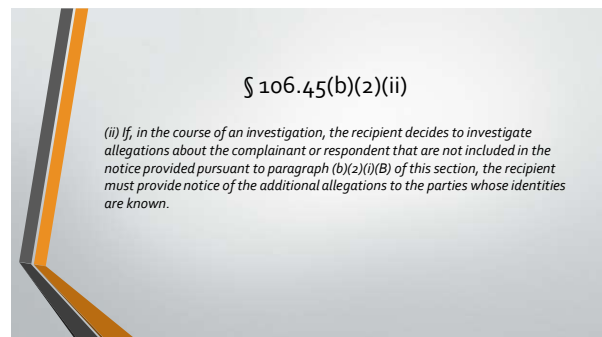 § 106.45(b)(2)(ii)
(ii) If, in the course of an investigation, the recipient decides to investigate
allegations about the complainant or respondent that are not included in the
notice provided pursuant to paragraph (b)(2)(i)(B) of this section, the recipient
must provide notice of the additional allegations to the parties whose identities
are known.